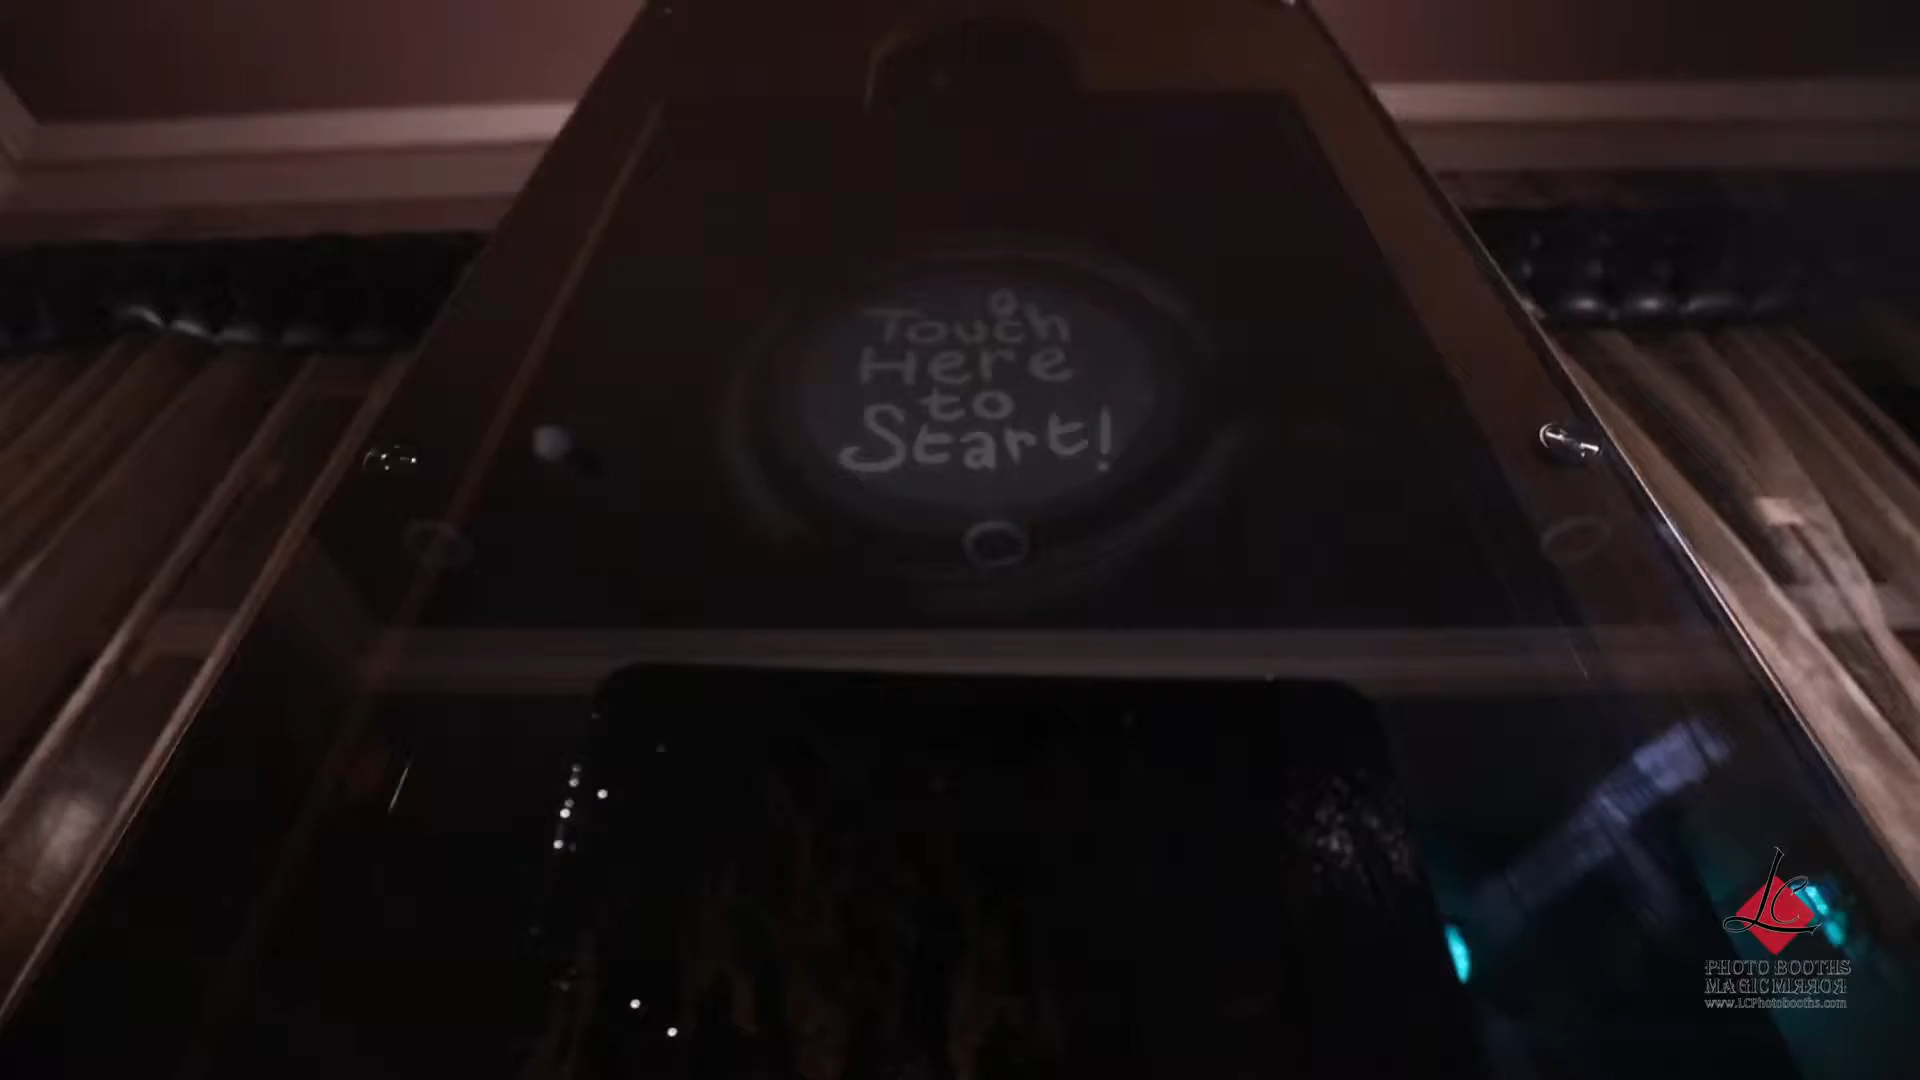 Touch
Here
to
Start!
LC
PHOTO BOOTHS
MAGIC MIRROR
www.LCPhotobooths.com